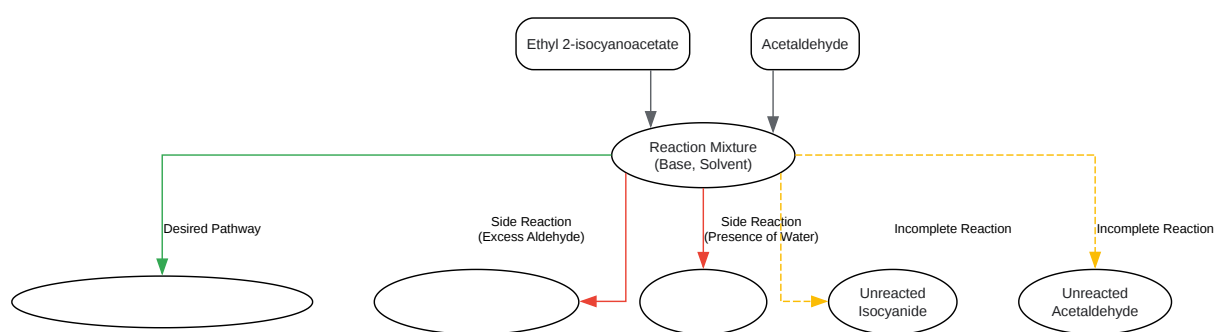 Ethyl 2-isocyanoacetate
Acetaldehyde
Reaction Mixture
(Base, Solvent)
Desired Pathway
Side Reaction
(Excess Aldehyde)
Side Reaction
(Presence of Water)
Incomplete Reaction
Incomplete Reaction
Unreacted
Isocyanide
Unreacted
Acetaldehyde